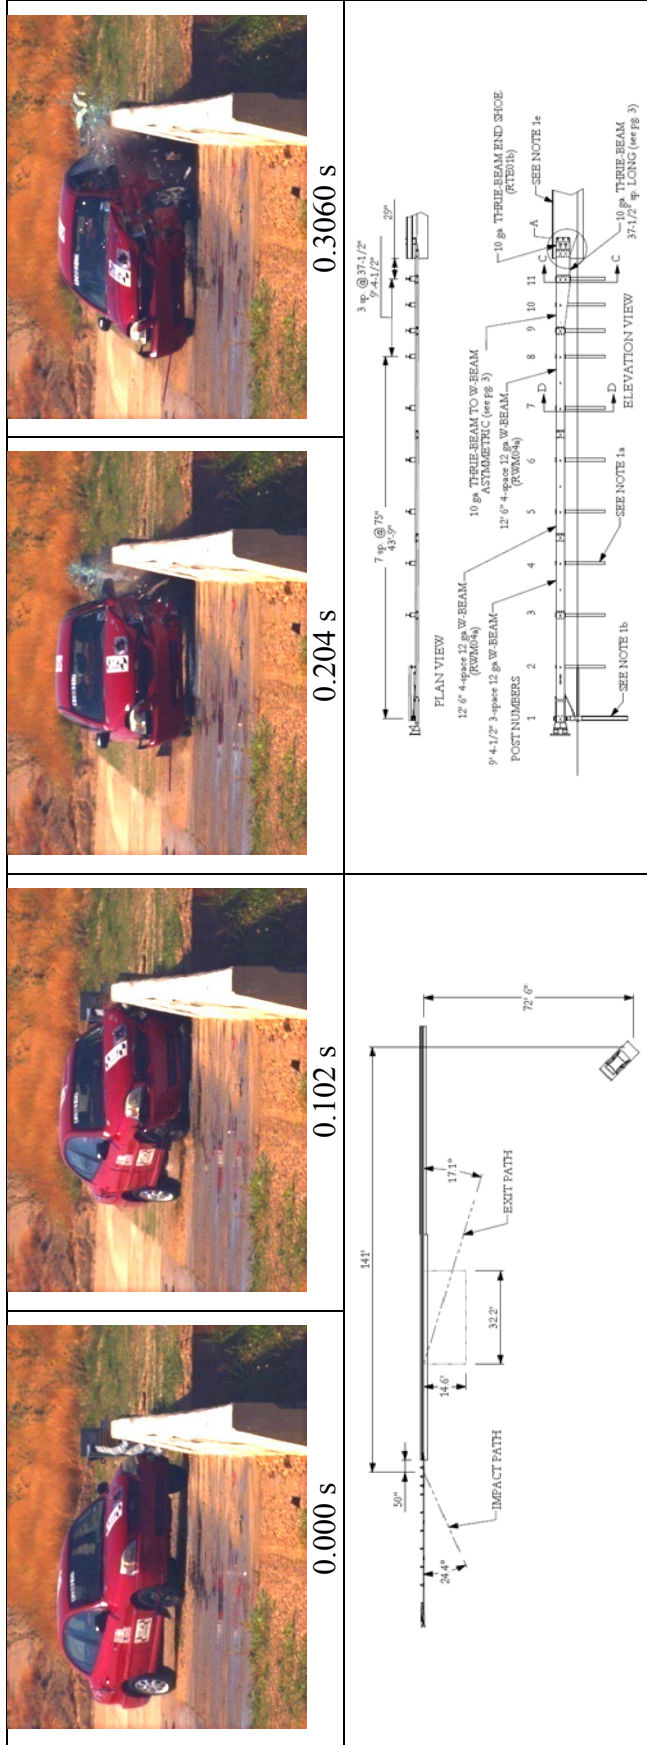 0.000 s
0.102 s
0.204 s
0.3060 s
141'
50"
IMPACT PATH
24.4°
14.6'
32.2'
17.1°
EXIT PATH
72' 6"
7 sp. @ 75"
43'-9"
3 sp. @ 37-1/2"
9' 4-1/2"
29"
PLAN VIEW
12' 6" 4-space 12 ga W-BEAM
(RWM04a)
9' 4-1/2" 3-space 12 ga W-BEAM
POST NUMBERS
10 ga. THRIE-BEAM TO W-BEAM
ASYMMETRIC (see pg. 3)
12' 6" 4-space 12 ga W-BEAM
(RWM04a)
10 ga. THRIE-BEAM END SHOE
(RTE01b)
SEE NOTE 1e
A
1 2 3 4 5 6 7 8 9 10 11
D
D
C
C
10 ga. THRIE-BEAM
37-1/2" sp. LONG (see pg. 3)
SEE NOTE 1b
SEE NOTE 1a
ELEVATION VIEW